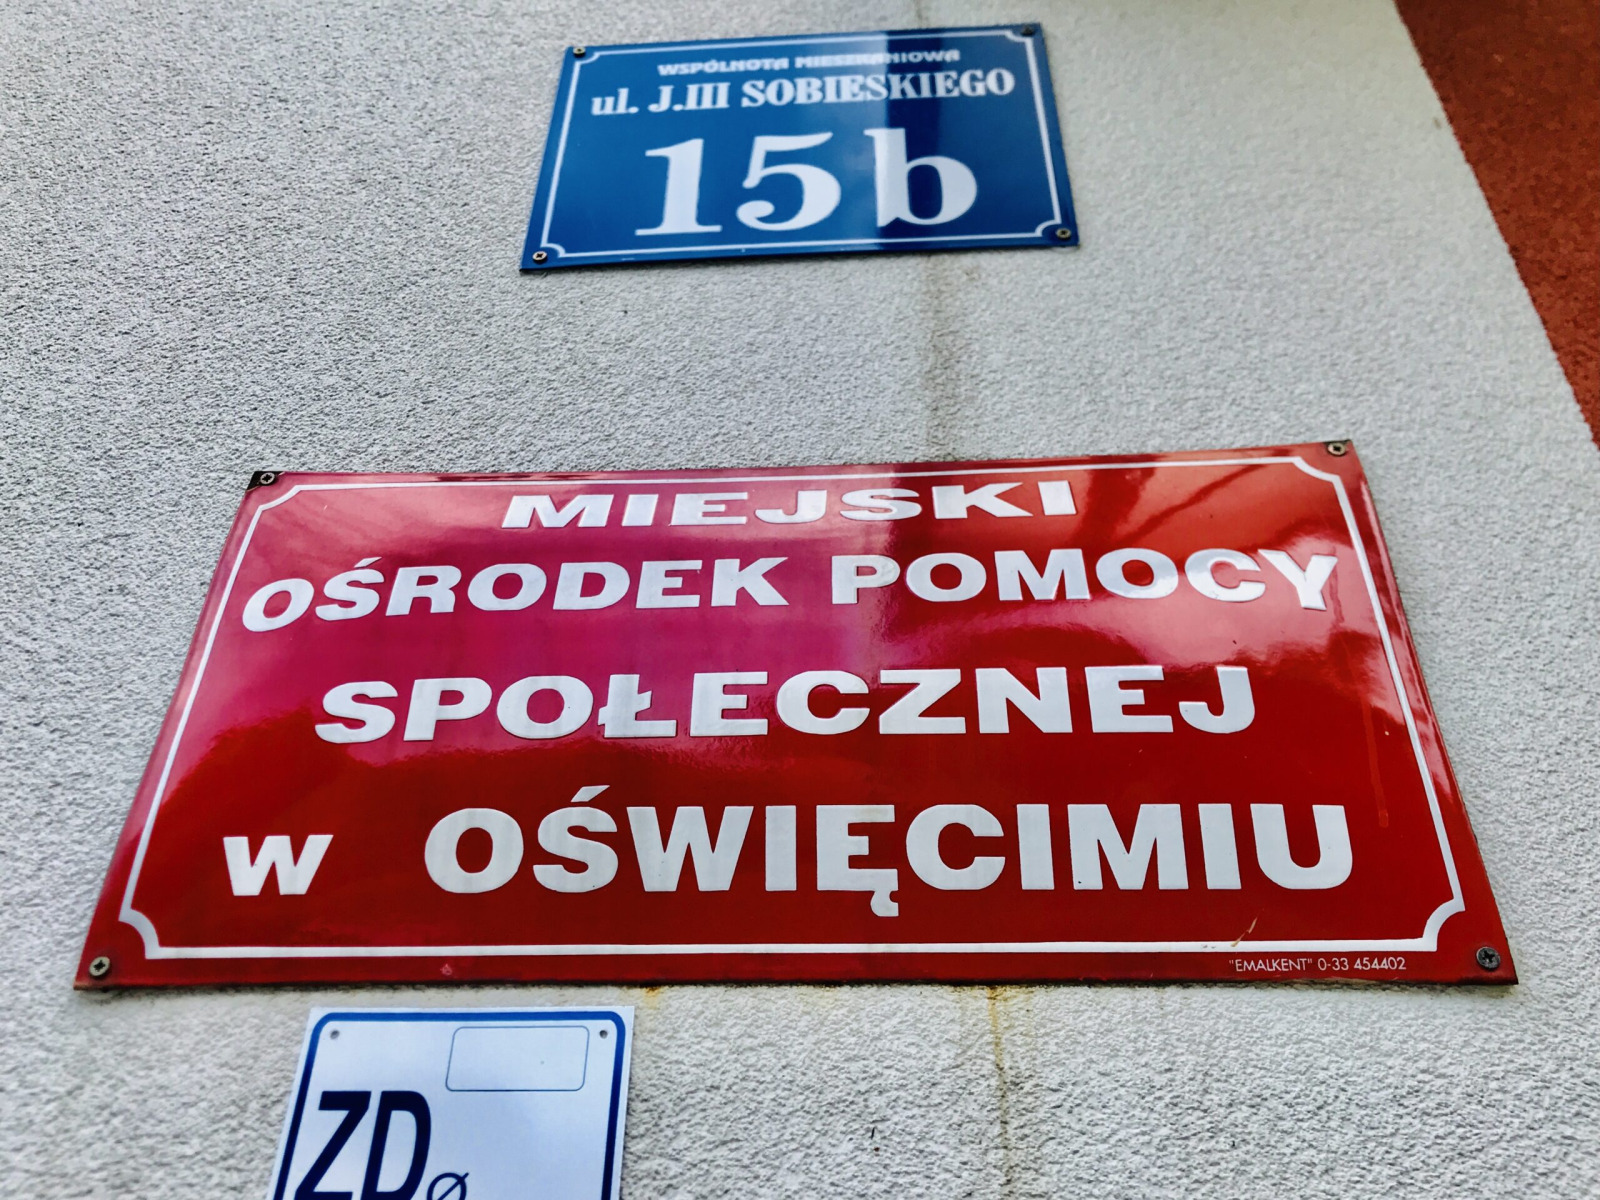 WSPÓLNOTA MIESZKANIOWA
ul. J.III SOBIESKIEGO
15b
MIEJSKI
OŚRODEK POMOCY
SPOŁECZNEJ
w OŚWIĘCIMIU
"EMALKENT" 0-33 454402
ZD